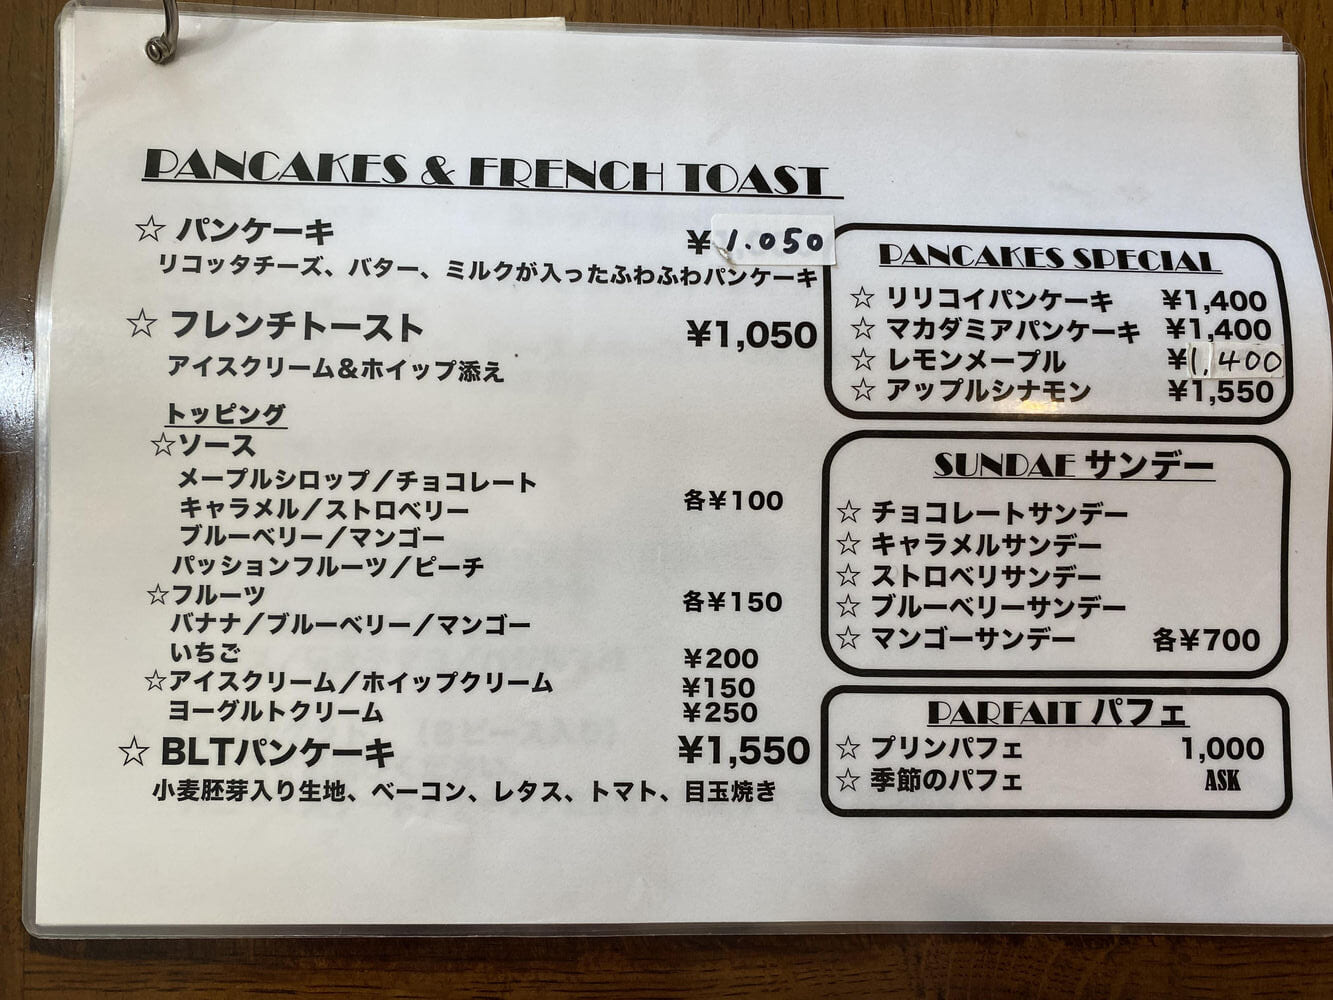 PANCAKES & FRENCH TOAST
☆ パンケーキ ¥1.050
リコッタチーズ、バター、ミルクが入ったふわふわパンケーキ
☆ フレンチトースト ¥1,050
アイスクリーム&ホイップ添え
トッピング
☆ソース
メープルシロップ／チョコレート
キャラメル／ストロベリー 各¥100
ブルーベリー／マンゴー
パッションフルーツ／ピーチ
☆フルーツ 各¥150
バナナ／ブルーベリー／マンゴー
いちご ¥200
☆アイスクリーム／ホイップクリーム ¥150
ヨーグルトクリーム ¥250
☆ BLTパンケーキ ¥1,550
小麦胚芽入り生地、ベーコン、レタス、トマト、目玉焼き
PANCAKES SPECIAL
☆ リリコイパンケーキ ¥1,400
☆ マカダミアパンケーキ ¥1,400
☆ レモンメープル ¥1,400
☆ アップルシナモン ¥1,550
SUNDAE サンデー
☆ チョコレートサンデー
☆ キャラメルサンデー
☆ ストロベリサンデー
☆ ブルーベリーサンデー
☆ マンゴーサンデー 各¥700
PARFAIT パフェ
☆ プリンパフェ 1,000
☆ 季節のパフェ ASK